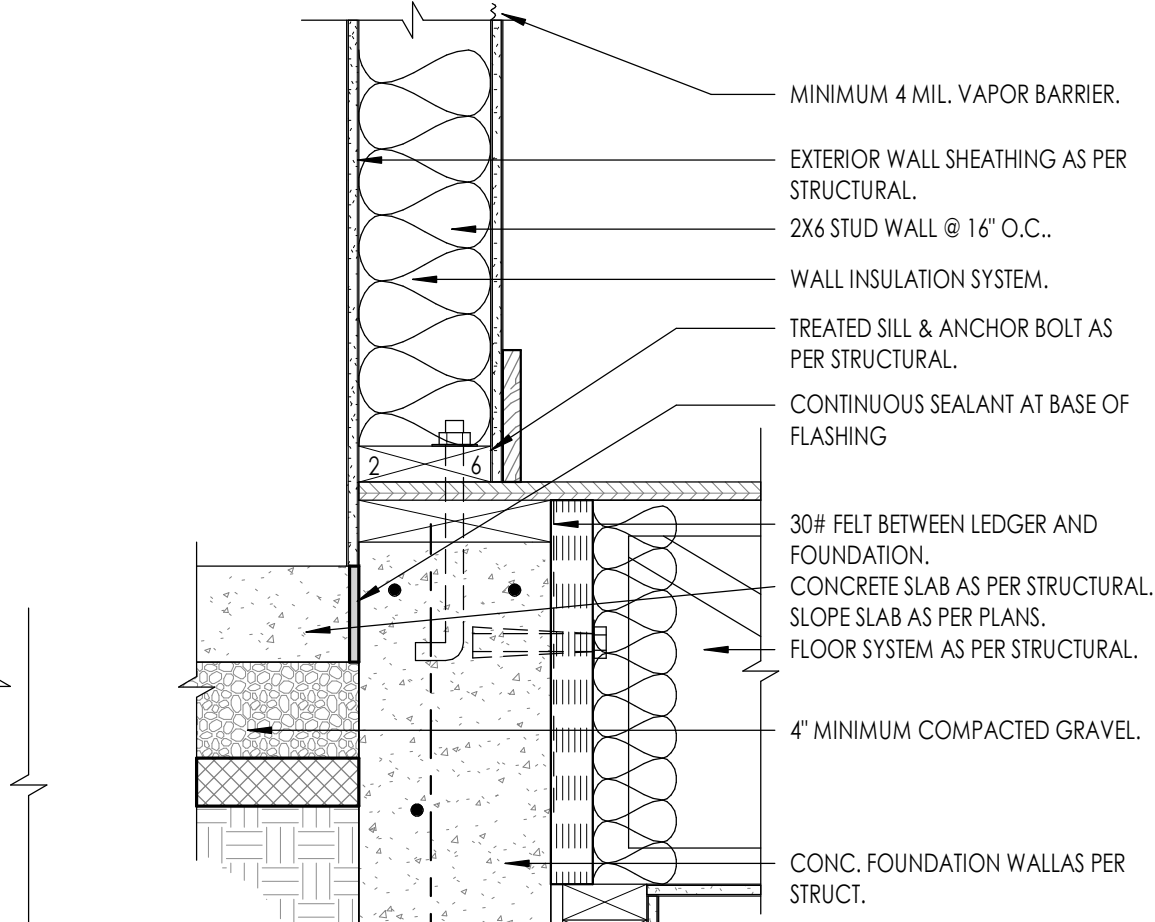 MINIMUM 4 MIL. VAPOR BARRIER.
EXTERIOR WALL SHEATHING AS PER
STRUCTURAL.
2X6 STUD WALL @ 16" O.C..
WALL INSULATION SYSTEM.
TREATED SILL & ANCHOR BOLT AS
PER STRUCTURAL.
CONTINUOUS SEALANT AT BASE OF
FLASHING
2 6
30# FELT BETWEEN LEDGER AND
FOUNDATION.
CONCRETE SLAB AS PER STRUCTURAL.
SLOPE SLAB AS PER PLANS.
FLOOR SYSTEM AS PER STRUCTURAL.
4" MINIMUM COMPACTED GRAVEL.
CONC. FOUNDATION WALLAS PER
STRUCT.